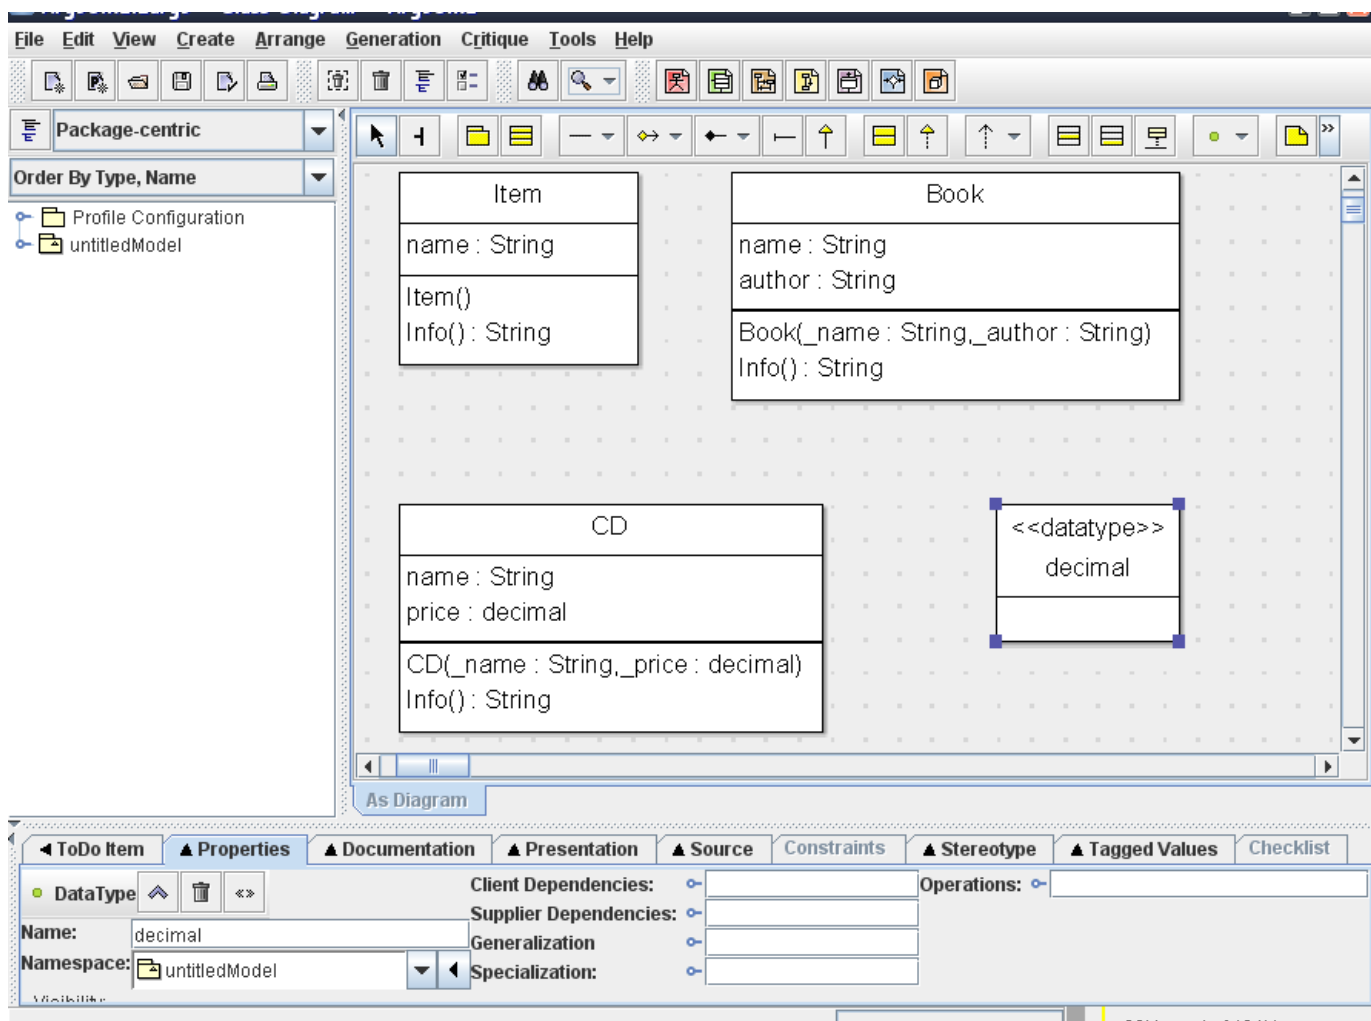 File Edit View Create Arrange Generation Critique Tools Help
Package-centric
Order By Type, Name
Profile Configuration
untitledModel
Item
name : String
Item()
Info() : String
Book
name : String
author : String
Book(_name : String,_author : String)
Info() : String
CD
name : String
price : decimal
CD(_name : String,_price : decimal)
Info() : String
<<datatype>>
decimal
As Diagram
ToDo Item Properties Documentation Presentation Source Constraints Stereotype Tagged Values Checklist
DataType
Name: decimal
Namespace: untitledModel
Visibility:
Client Dependencies:
Supplier Dependencies:
Generalization
Specialization:
Operations: